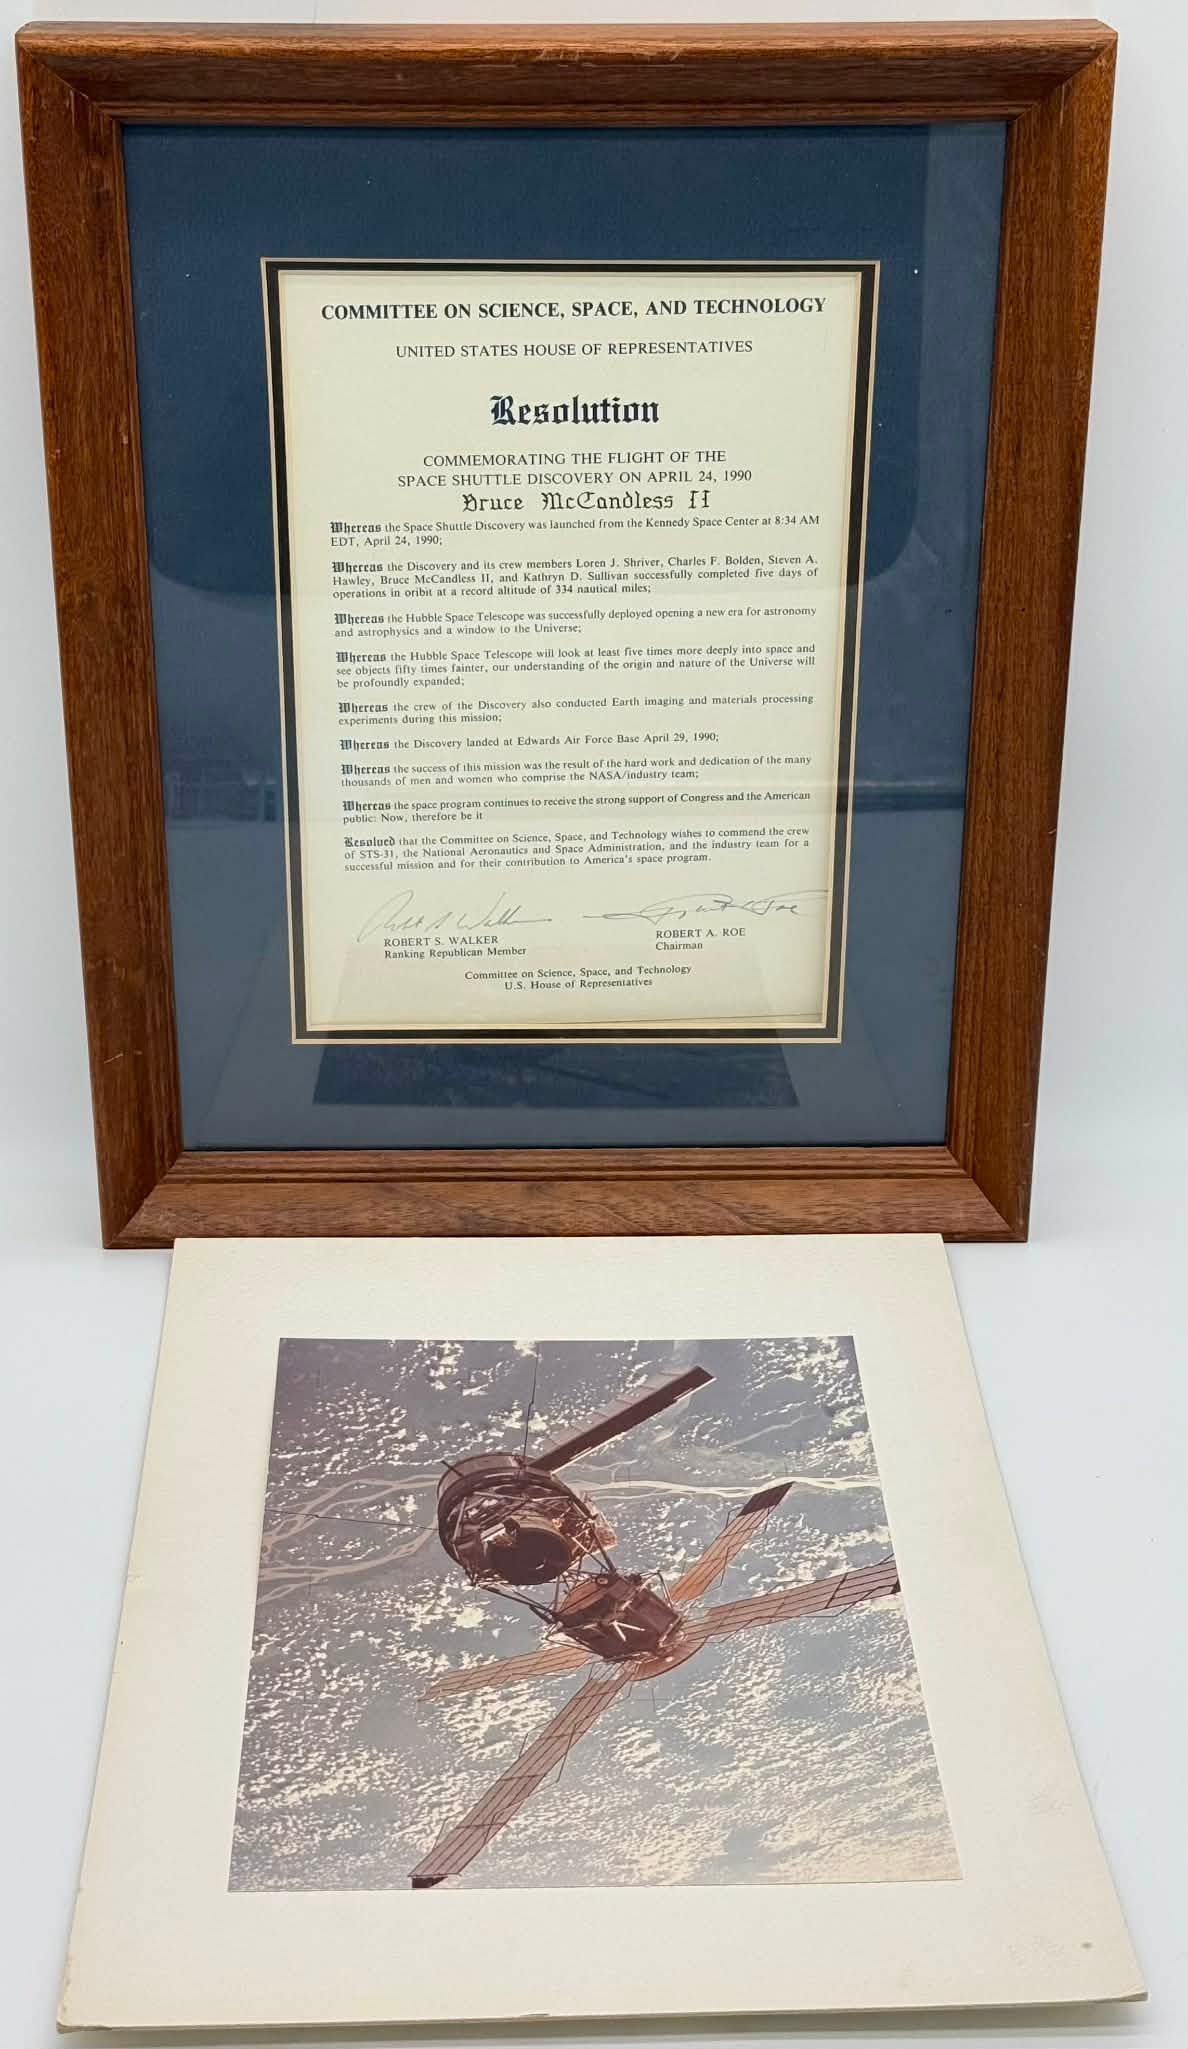 COMMITTEE ON SCIENCE, SPACE, AND TECHNOLOGY
UNITED STATES HOUSE OF REPRESENTATIVES
Resolution
COMMEMORATING THE FLIGHT OF THE
SPACE SHUTTLE DISCOVERY ON APRIL 24, 1990
Bruce McCandless II
Whereas the Space Shuttle Discovery was launched from the Kennedy Space Center at 8:34 AM
EDT, April 24, 1990;
Whereas the Discovery and its crew members Loren J. Shriver, Charles F. Bolden, Steven A.
Hawley, Bruce McCandless II, and Kathryn D. Sullivan successfully completed five days of
operations in oribit at a record altitude of 334 nautical miles;
Whereas the Hubble Space Telescope was successfully deployed opening a new era for astronomy
and astrophysics and a window to the Universe;
Whereas the Hubble Space Telescope will look at least five times more deeply into space and
see objects fifty times fainter, our understanding of the origin and nature of the Universe will
be profoundly expanded;
Whereas the crew of the Discovery also conducted Earth imaging and materials processing
experiments during this mission;
Whereas the Discovery landed at Edwards Air Force Base April 29, 1990;
Whereas the success of this mission was the result of the hard work and dedication of the many
thousands of men and women who comprise the NASA/industry team;
Whereas the space program continues to receive the strong support of Congress and the American
public: Now, therefore be it
Resolved that the Committee on Science, Space, and Technology wishes to commend the crew
of STS-31, the National Aeronautics and Space Administration, and the industry team for a
successful mission and for their contribution to America's space program.
Robert S Walker
Robert A Roe
ROBERT S. WALKER
Ranking Republican Member
ROBERT A. ROE
Chairman
Committee on Science, Space, and Technology
U.S. House of Representatives